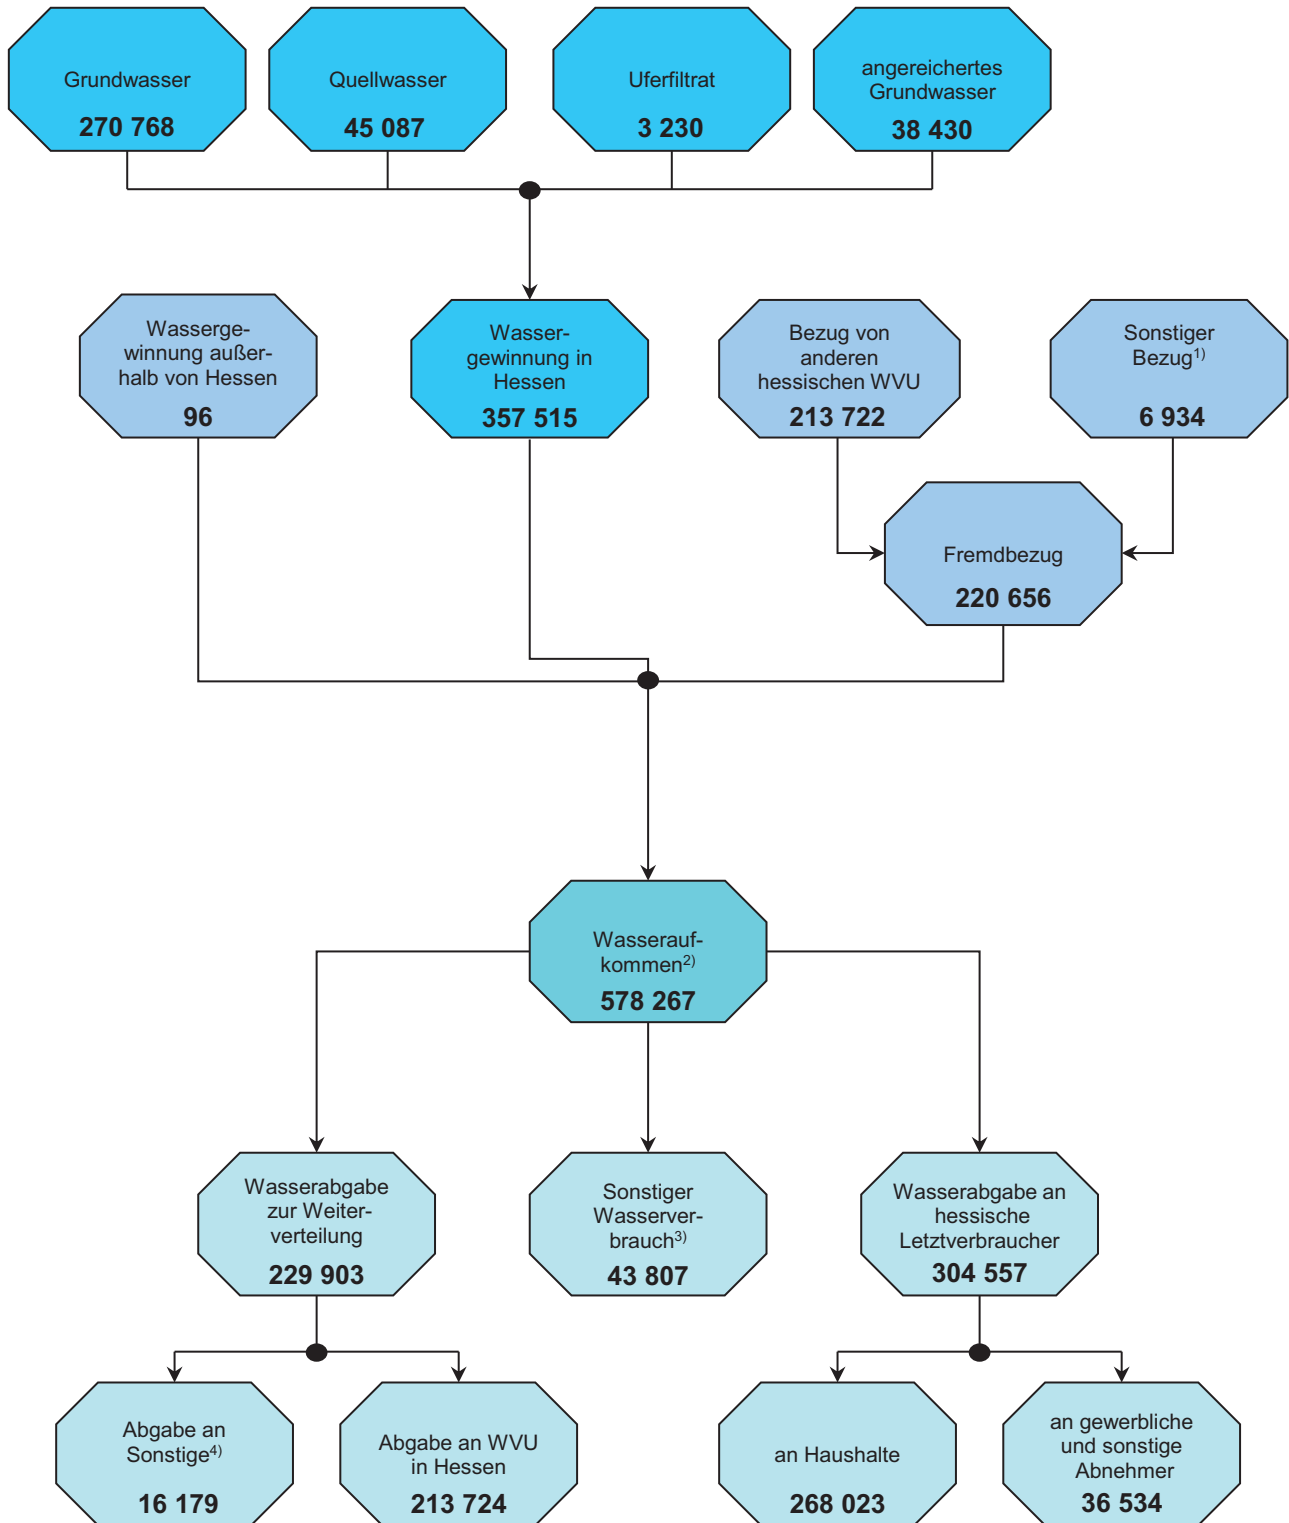 Grundwasser
270 768
Quellwasser
45 087
Uferfiltrat
3 230
angereichertes
Grundwasser
38 430
Wasserge-
winnung außer-
halb von Hessen
96
Wasser-
gewinnung in
Hessen
357 515
Bezug von
anderen
hessischen WVU
213 722
Sonstiger
Bezug1)
6 934
Fremdbezug
220 656
Wasserauf-
kommen2)
578 267
Wasserabgabe
zur Weiter-
verteilung
229 903
Sonstiger
Wasserver-
brauch3)
43 807
Wasserabgabe an
hessische
Letztverbraucher
304 557
Abgabe an
Sonstige4)
16 179
Abgabe an WVU
in Hessen
213 724
an Haushalte
268 023
an gewerbliche
und sonstige
Abnehmer
36 534